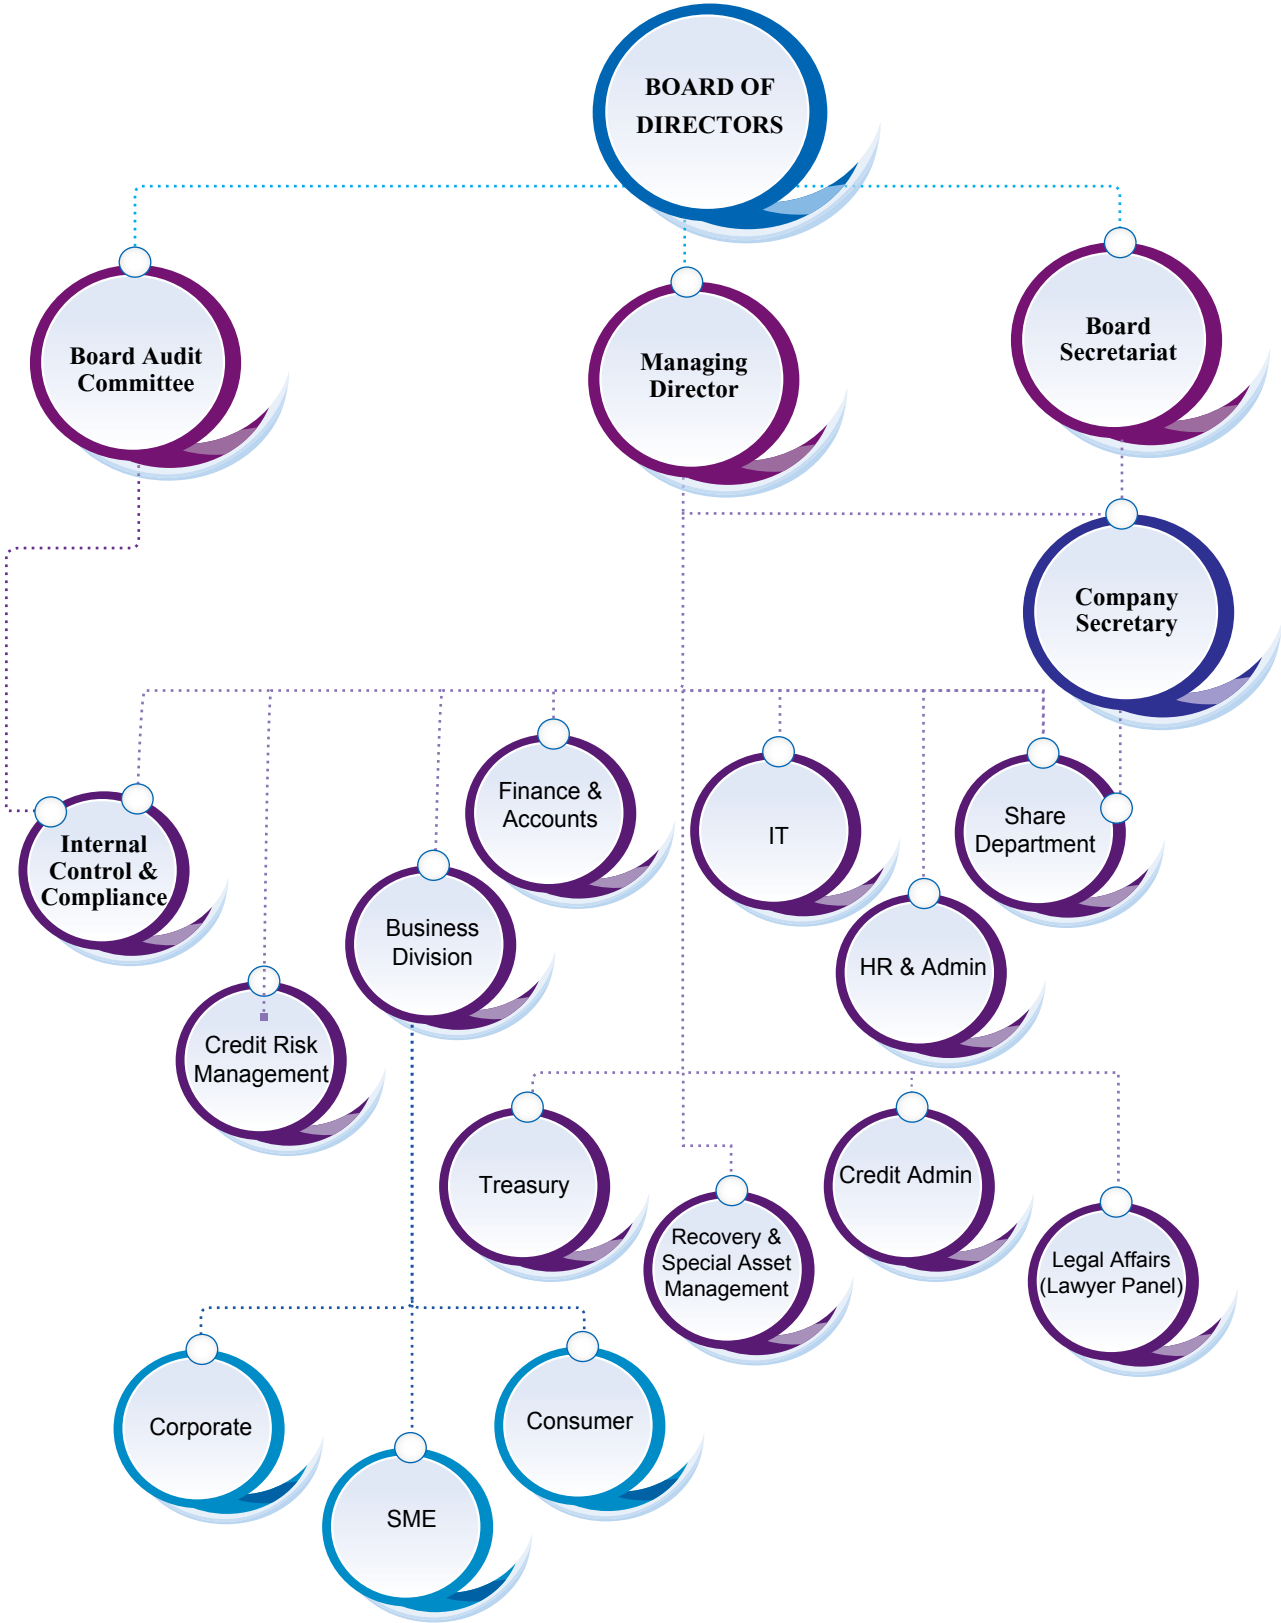 BOARD OF
DIRECTORS
Board Audit
Committee
Managing
Director
Board
Secretariat
Company
Secretary
Internal
Control &
Compliance
Credit Risk
Management
Business
Division
Finance &
Accounts
IT
HR & Admin
Share
Department
Treasury
Recovery &
Special Asset
Management
Credit Admin
Legal Affairs
(Lawyer Panel)
Corporate
SME
Consumer